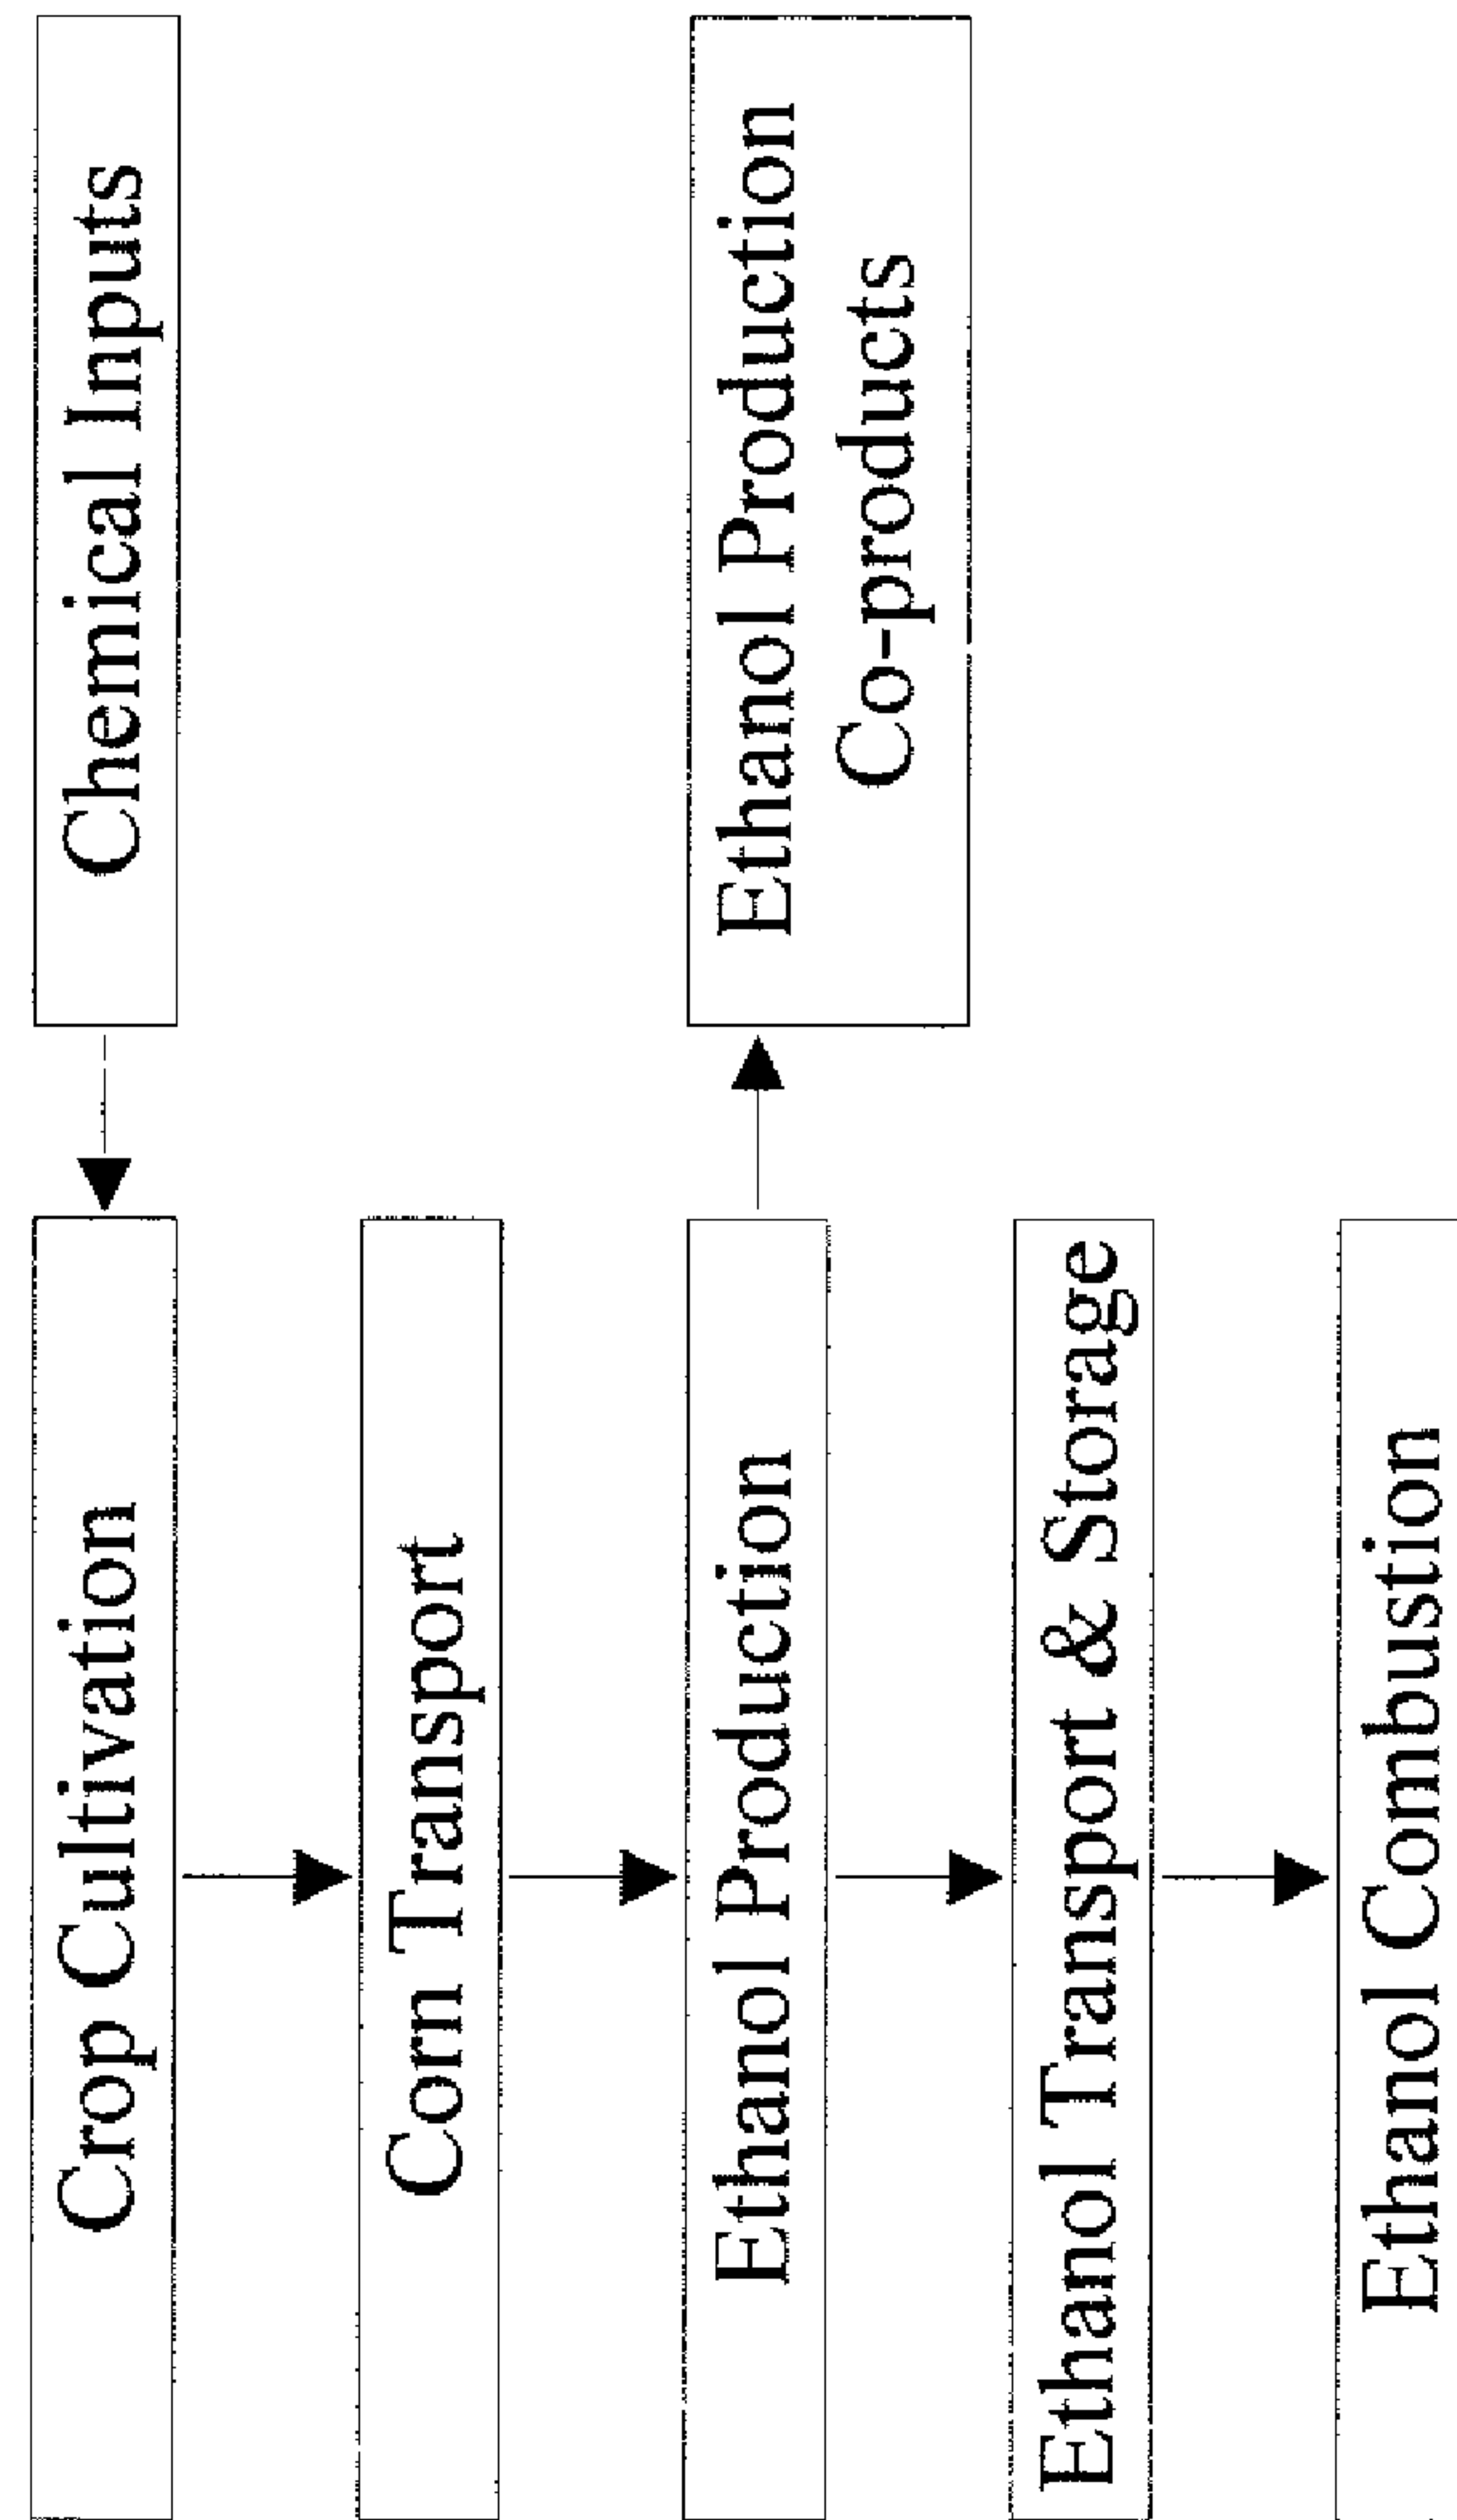 Crop Cultivation
Chemical Inputs
Corn Transport
Ethanol Production
Ethanol Production
Co-products
Ethanol Transport & Storage
Ethanol Combustion